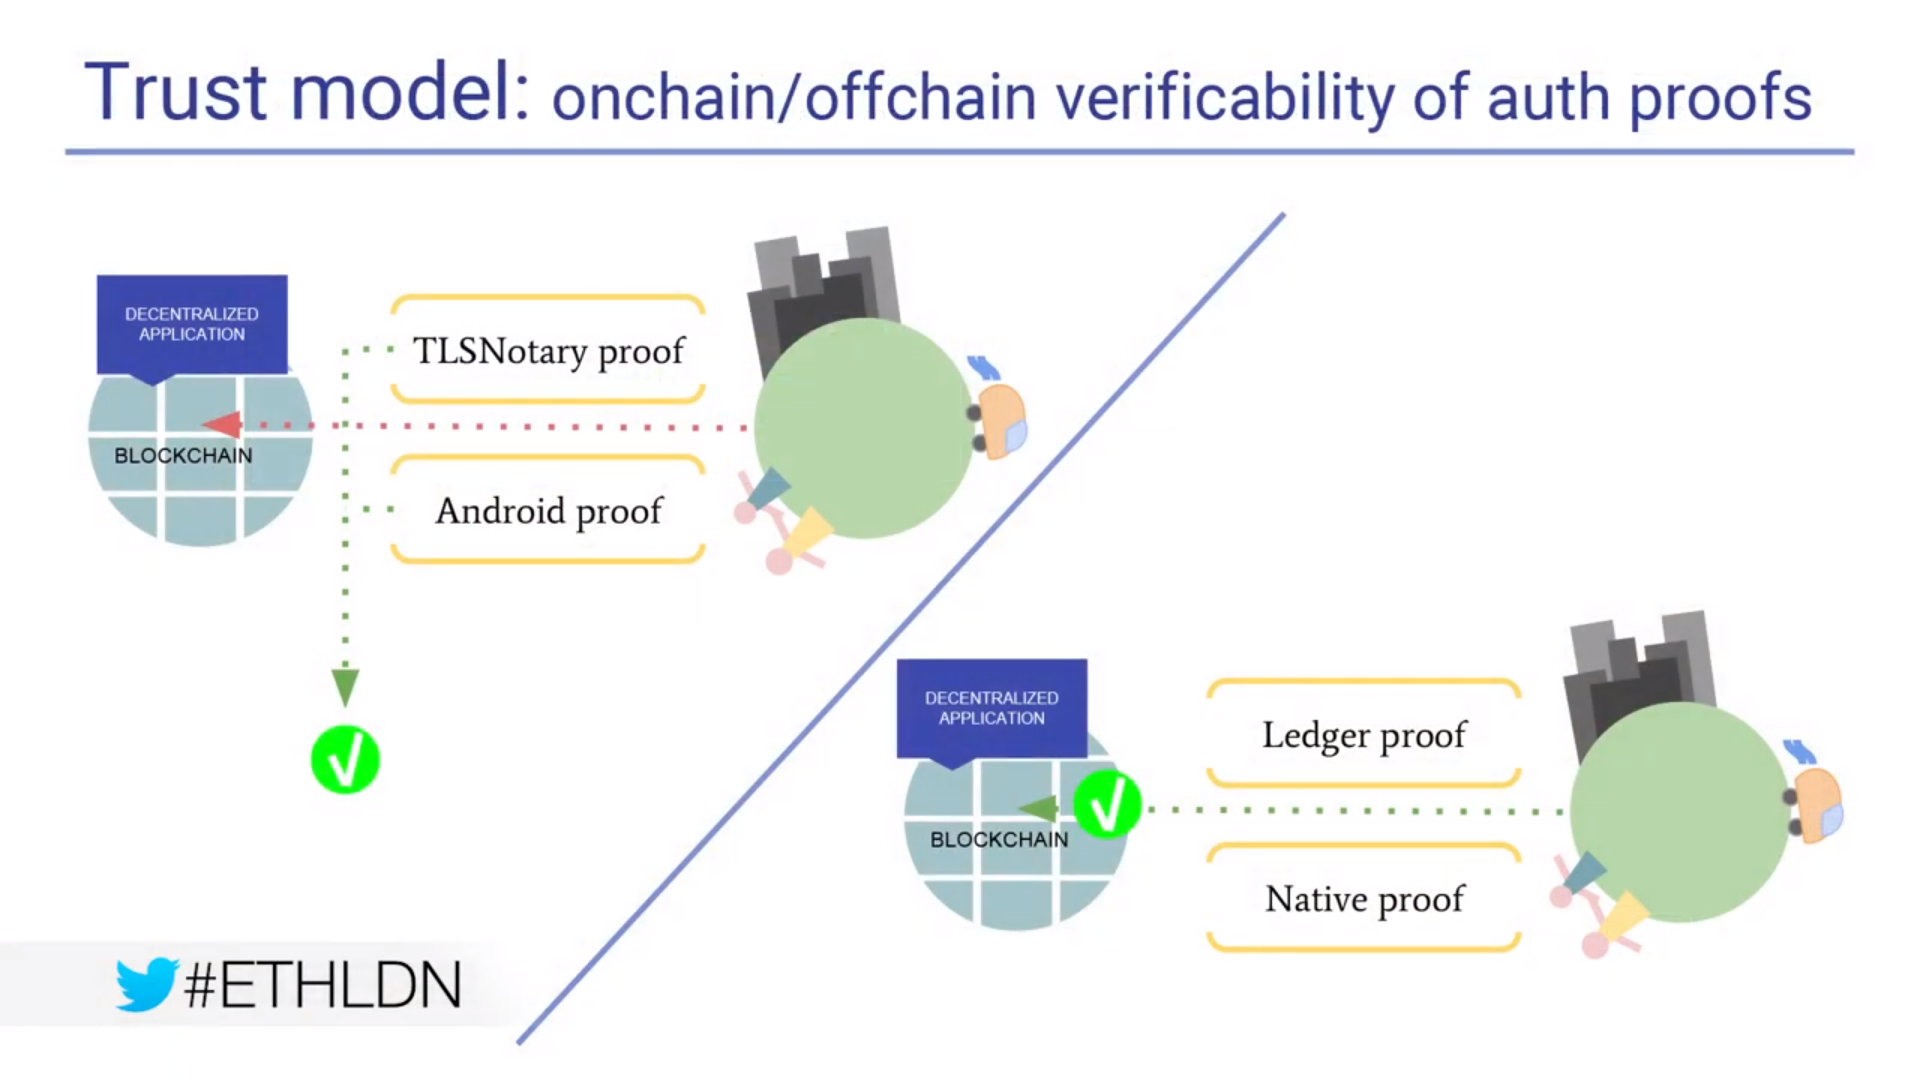 Trust model: onchain/offchain verificability of auth proofs
DECENTRALIZED
APPLICATION
BLOCKCHAIN
TLSNotary proof
Android proof
DECENTRALIZED
APPLICATION
BLOCKCHAIN
Ledger proof
Native proof
#ETHLDN